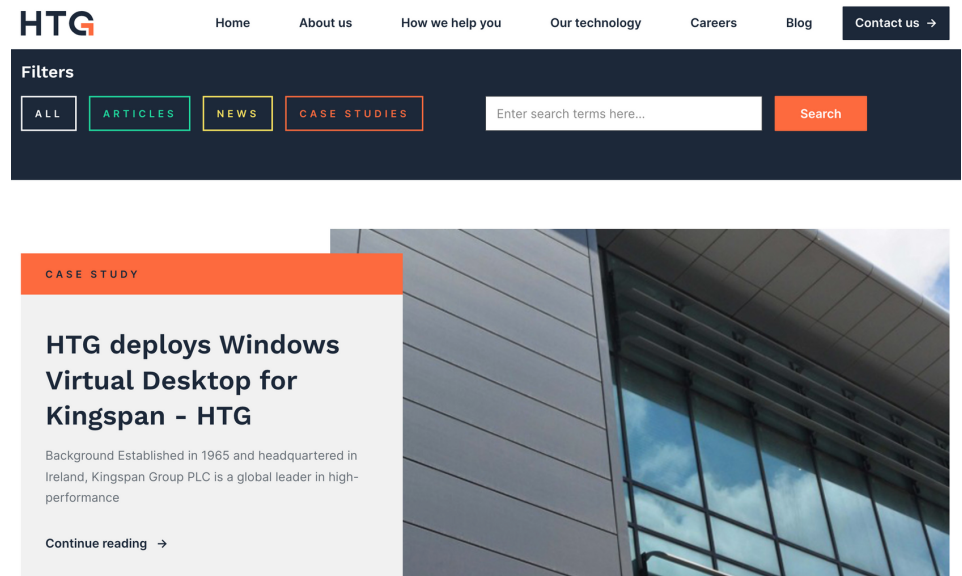 HTG
Home About us How we help you Our technology Careers Blog Contact us →
Filters
ALL ARTICLES NEWS CASE STUDIES Enter search terms here... Search
CASE STUDY
HTG deploys Windows
Virtual Desktop for
Kingspan - HTG
Background Established in 1965 and headquartered in
Ireland, Kingspan Group PLC is a global leader in high-
performance
Continue reading →